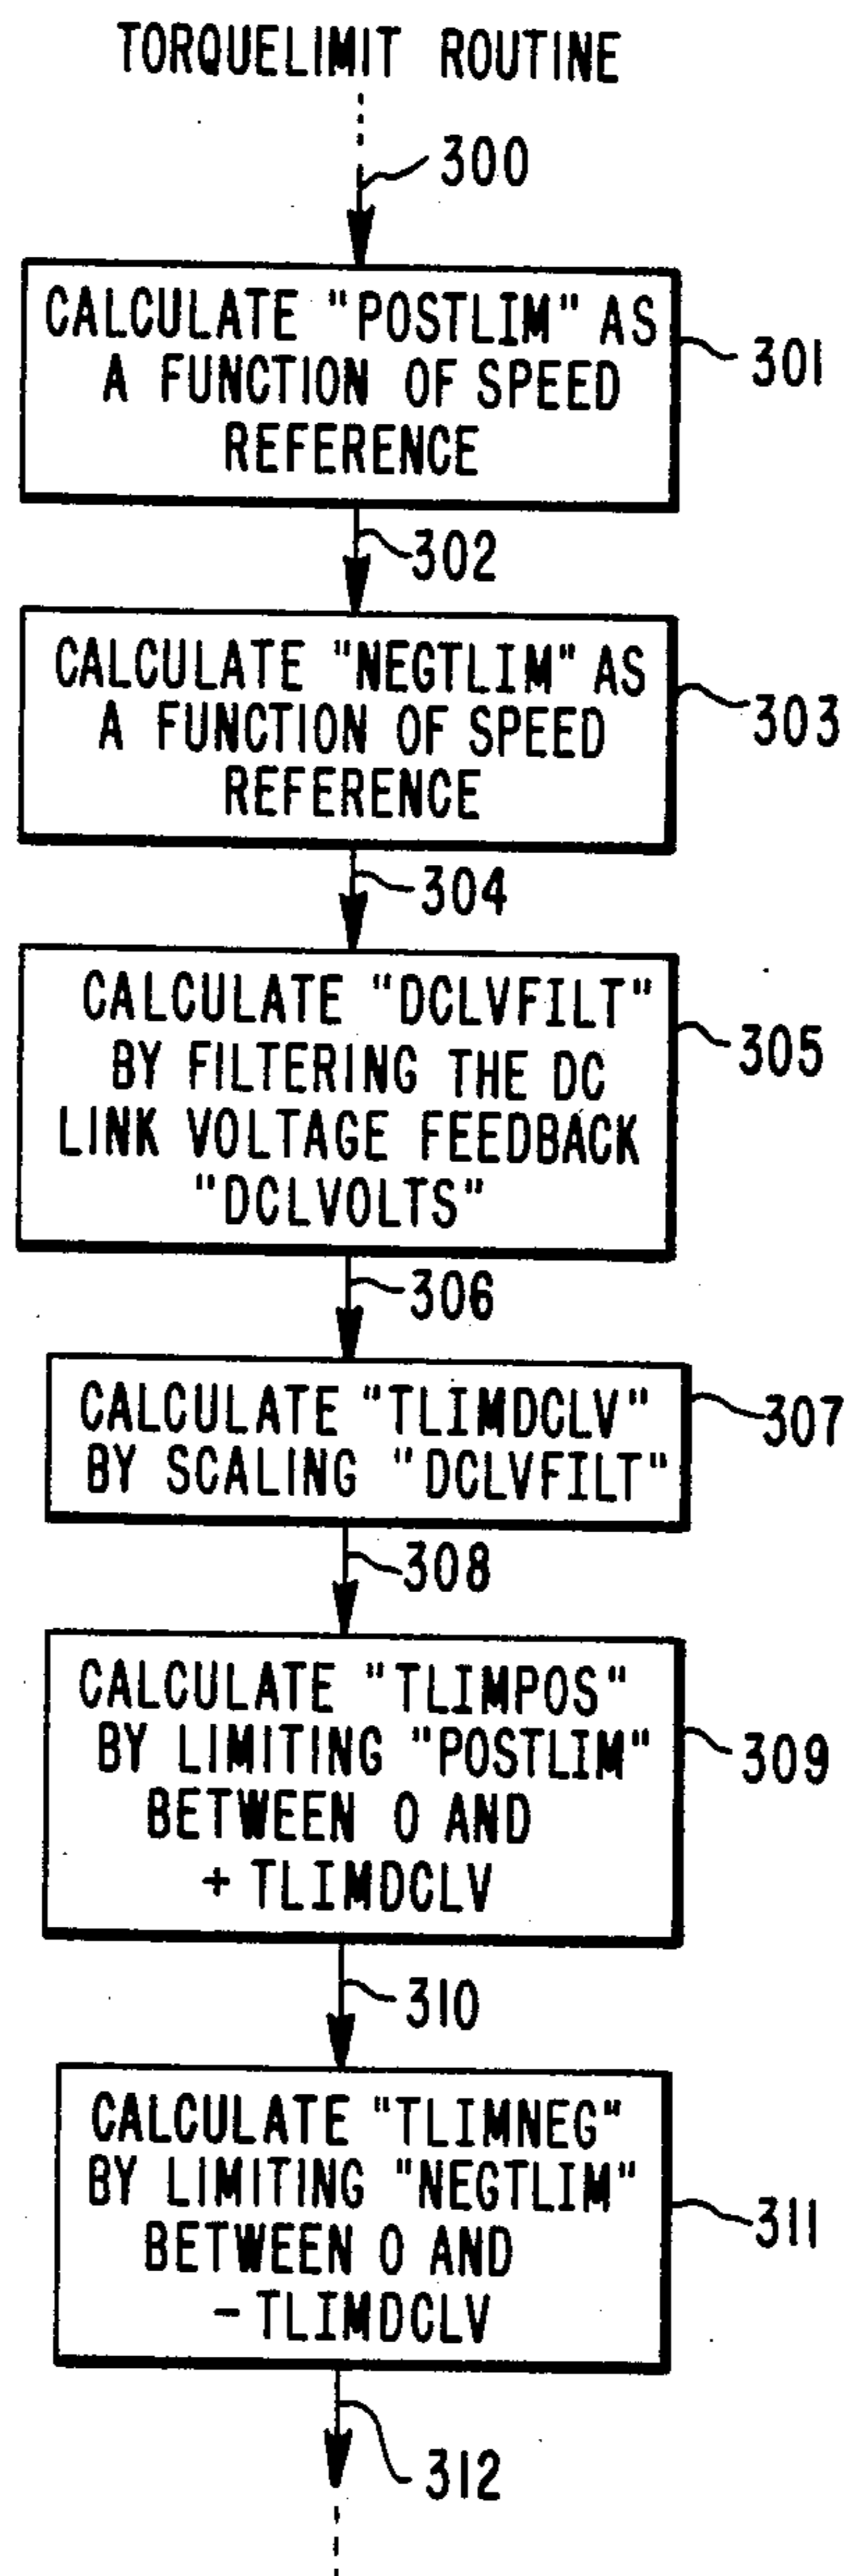 TORQUELIMIT ROUTINE
300
CALCULATE "POSTLIM" AS
A FUNCTION OF SPEED
REFERENCE
301
302
CALCULATE "NEGTLIM" AS
A FUNCTION OF SPEED
REFERENCE
303
304
CALCULATE "DCLVFILT"
BY FILTERING THE DC
LINK VOLTAGE FEEDBACK
"DCLVOLTS"
305
306
CALCULATE "TLIMDCLV"
BY SCALING "DCLVFILT"
307
308
CALCULATE "TLIMPOS"
BY LIMITING "POSTLIM"
BETWEEN 0 AND
+ TLIMDCLV
309
310
CALCULATE "TLIMNEG"
BY LIMITING "NEGTLIM"
BETWEEN 0 AND
- TLIMDCLV
311
312